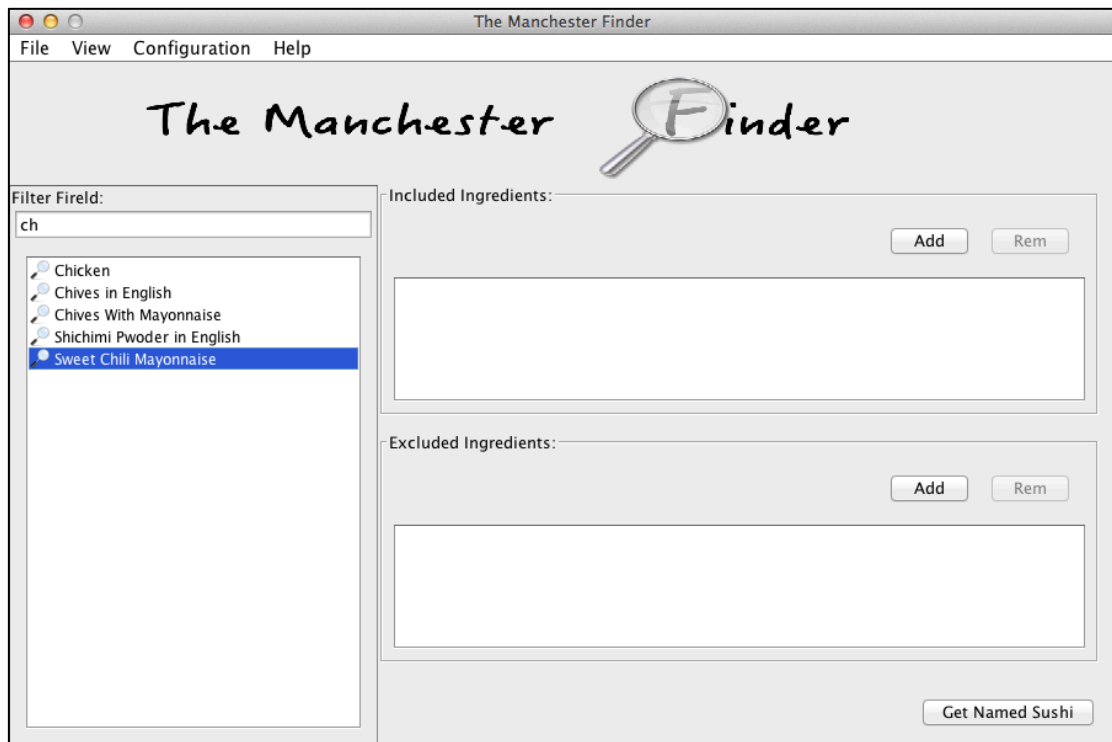 The Manchester Finder
File View Configuration Help
The Manchester Finder
Filter Fireld:
ch
Chicken
Chives in English
Chives With Mayonnaise
Shichimi Pwoder in English
Sweet Chili Mayonnaise
Included Ingredients:
Add Rem
Excluded Ingredients:
Add Rem
Get Named Sushi